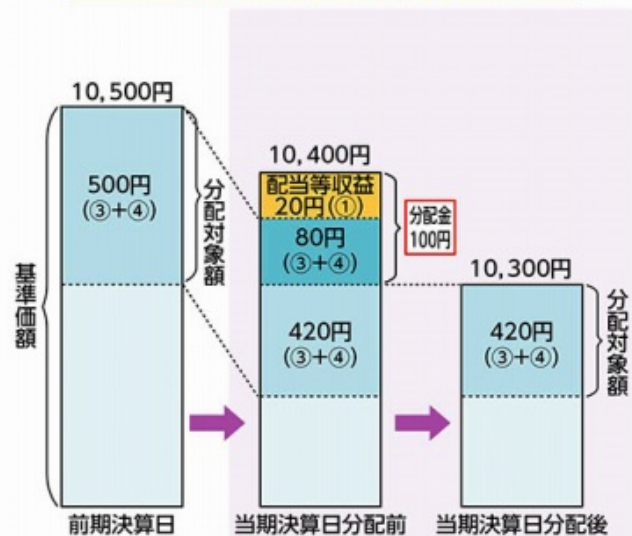 10,500円
500円
(③+④)
分配対象額
基準価額
前期決算日
10,400円
配当等収益
20円(①)
80円
(③+④)
分配金
100円
420円
(③+④)
当期決算日分配前
10,300円
420円
(③+④)
分配対象額
当期決算日分配後